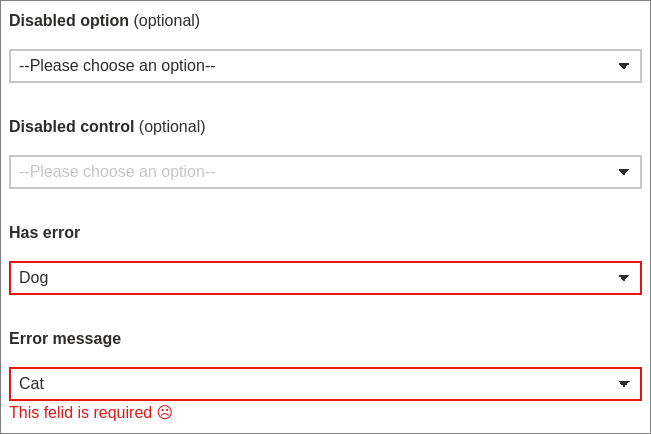 Disabled option (optional)
--Please choose an option--
Disabled control (optional)
--Please choose an option--
Has error
Dog
Error message
Cat
This felid is required ☹